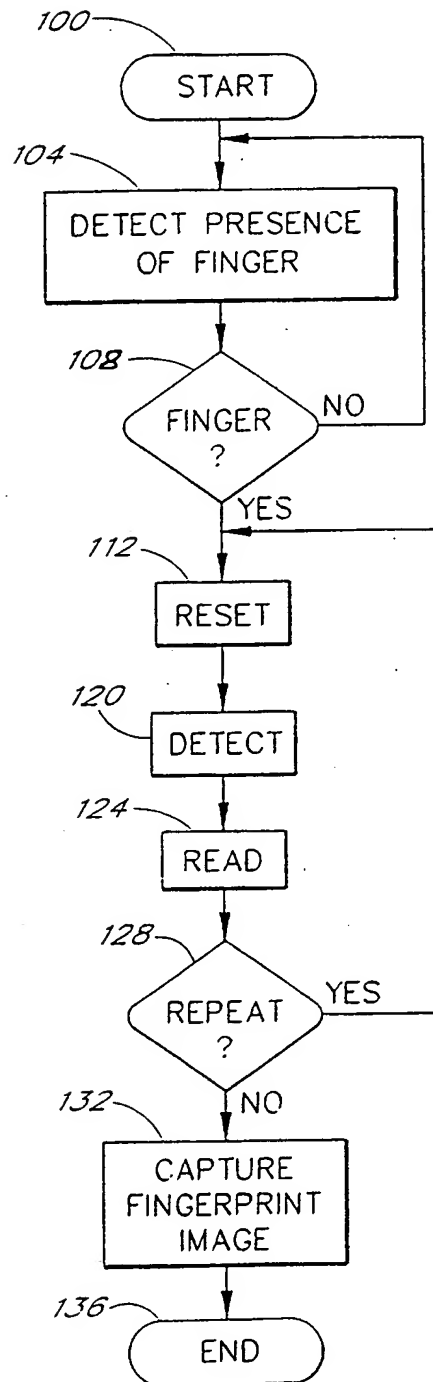 100
START
104
DETECT PRESENCE
OF FINGER
108
FINGER
?
NO
YES
112
RESET
120
DETECT
124
READ
128
REPEAT
?
YES
NO
132
CAPTURE
FINGERPRINT
IMAGE
136
END